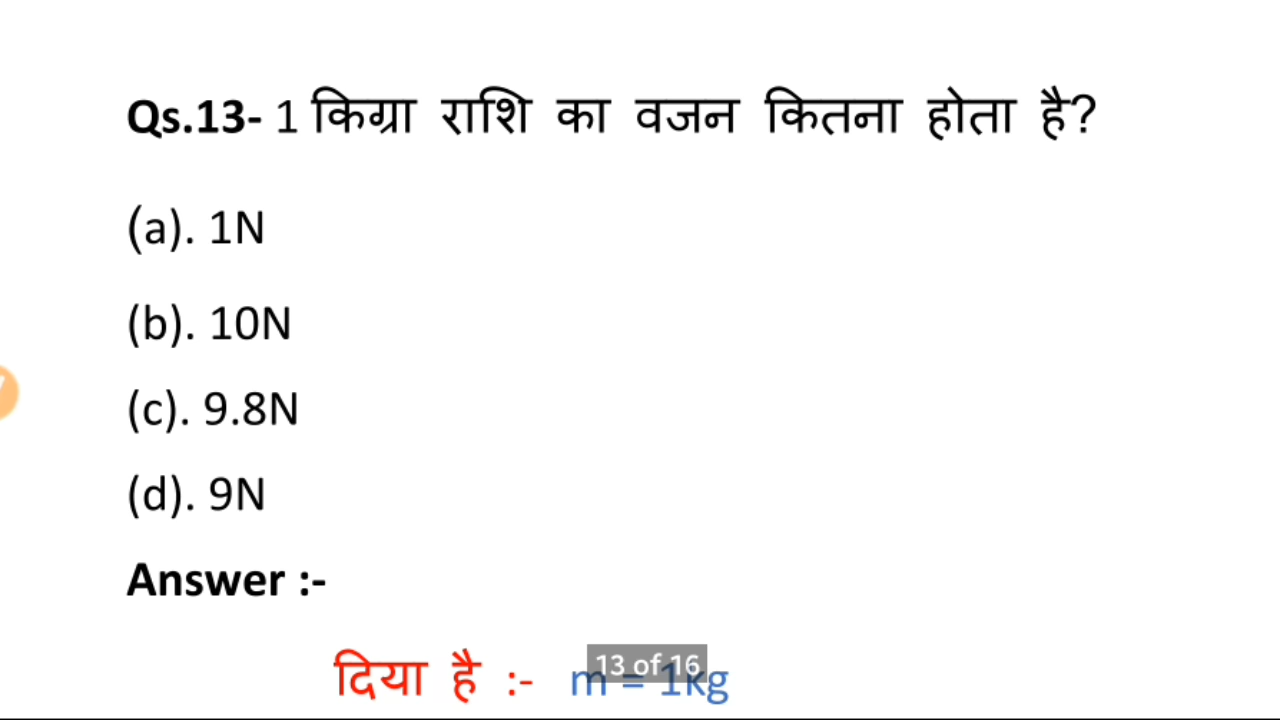 Qs.13- 1 किग्रा राशि का वजन कितना होता है?
(a). 1N
(b). 10N
(c). 9.8N
(d). 9N
Answer :-
दिया है :- m = 1kg
13 of 16